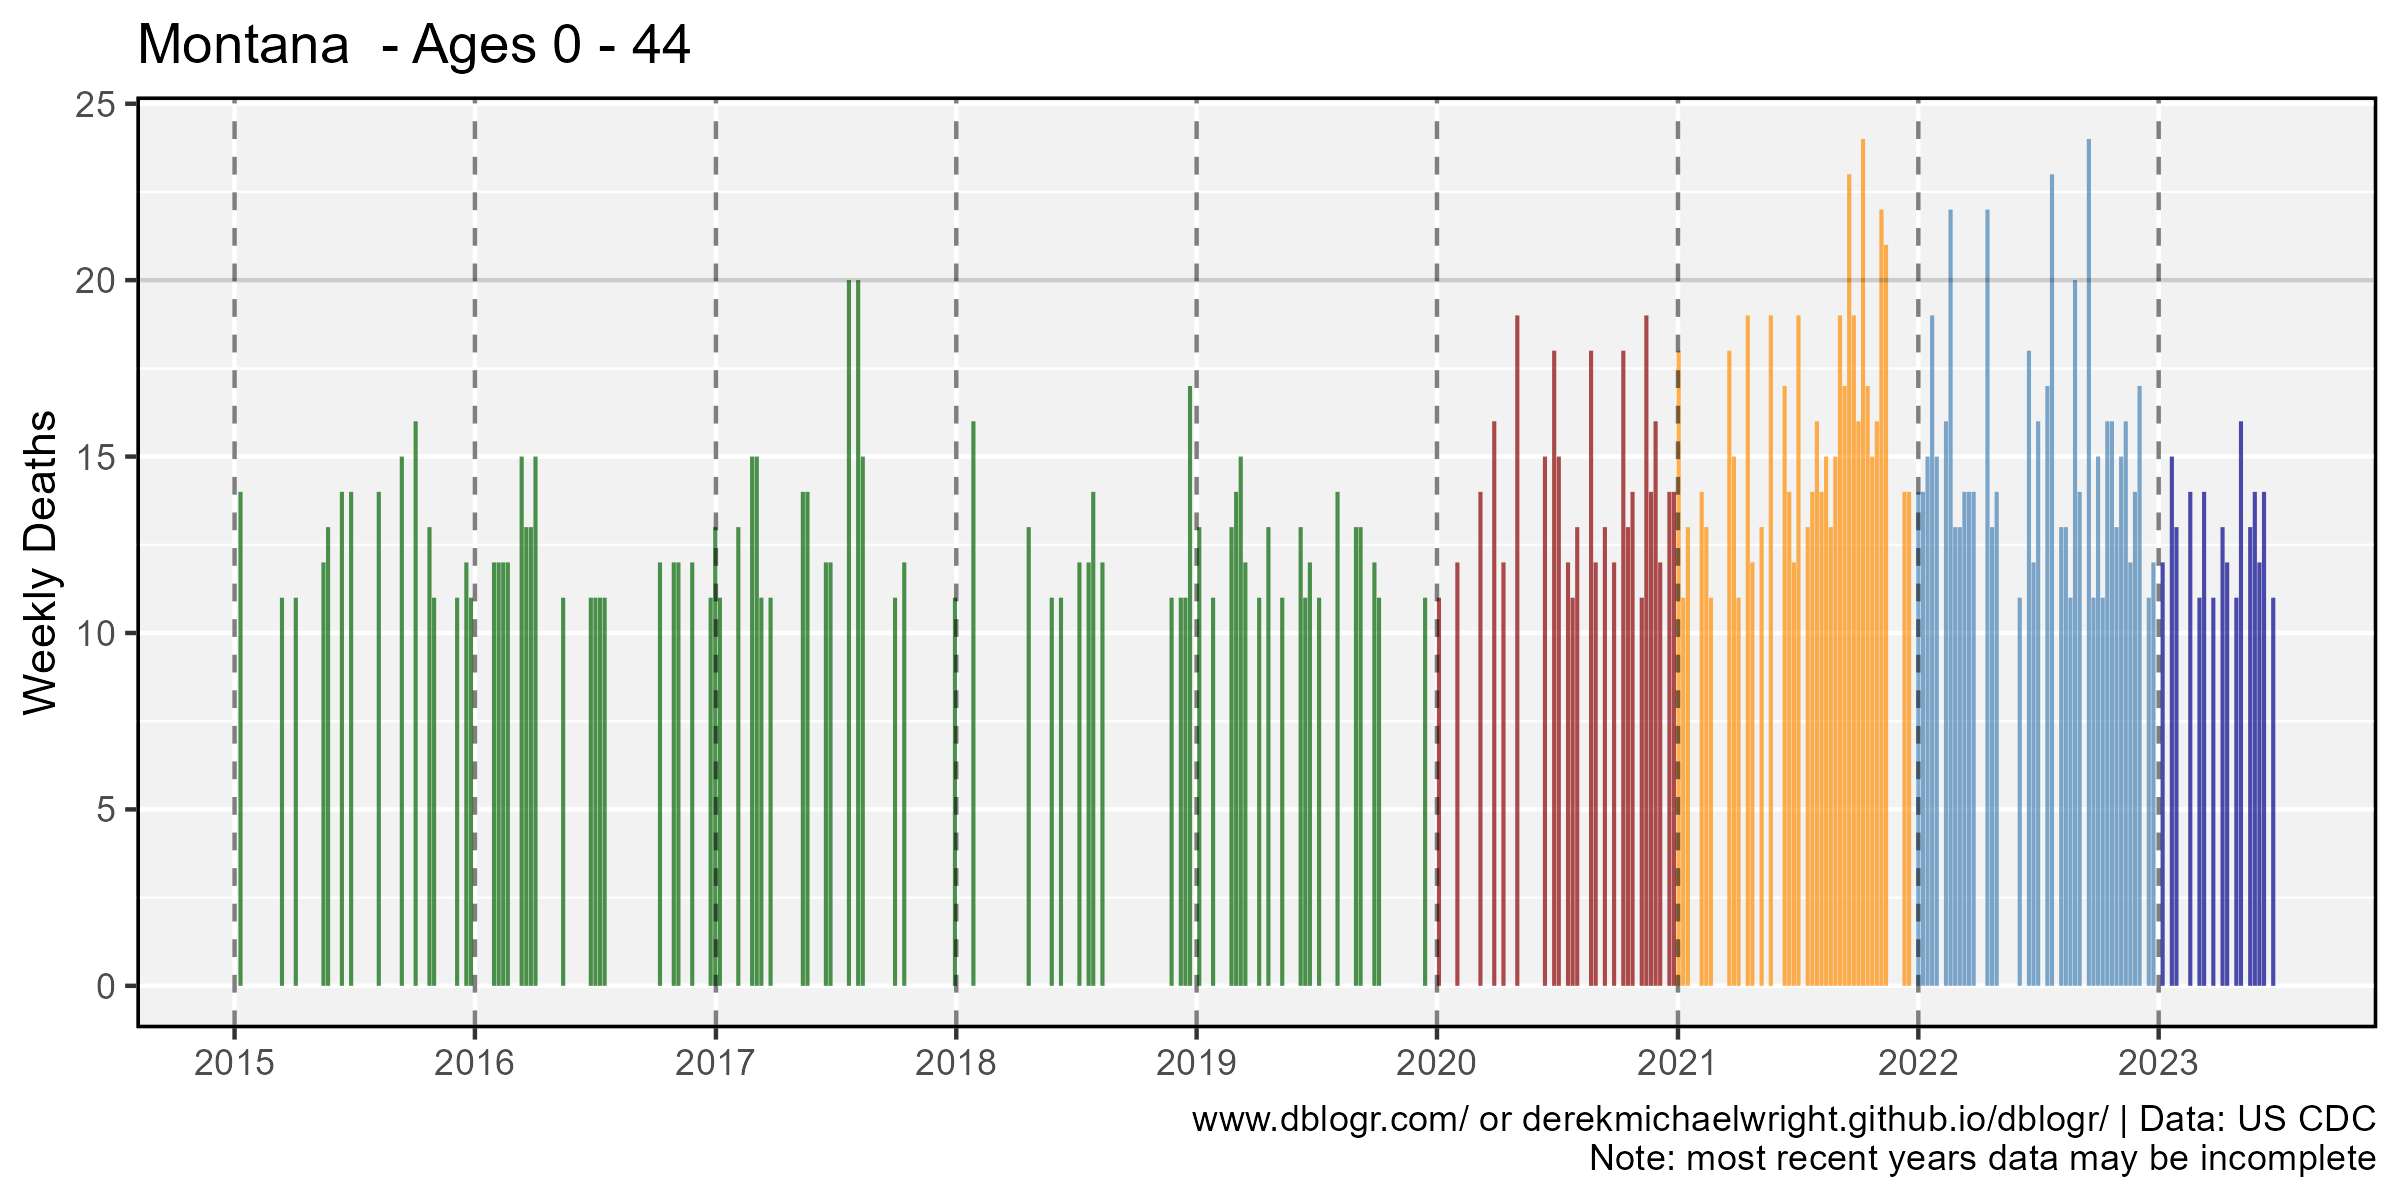 Montana  - Ages 0 - 44
Weekly Deaths
25
20
15
10
5
0
2015 2016 2017 2018 2019 2020 2021 2022 2023
www.dblogr.com/ or derekmichaelwright.github.io/dblogr/ | Data: US CDC
Note: most recent years data may be incomplete